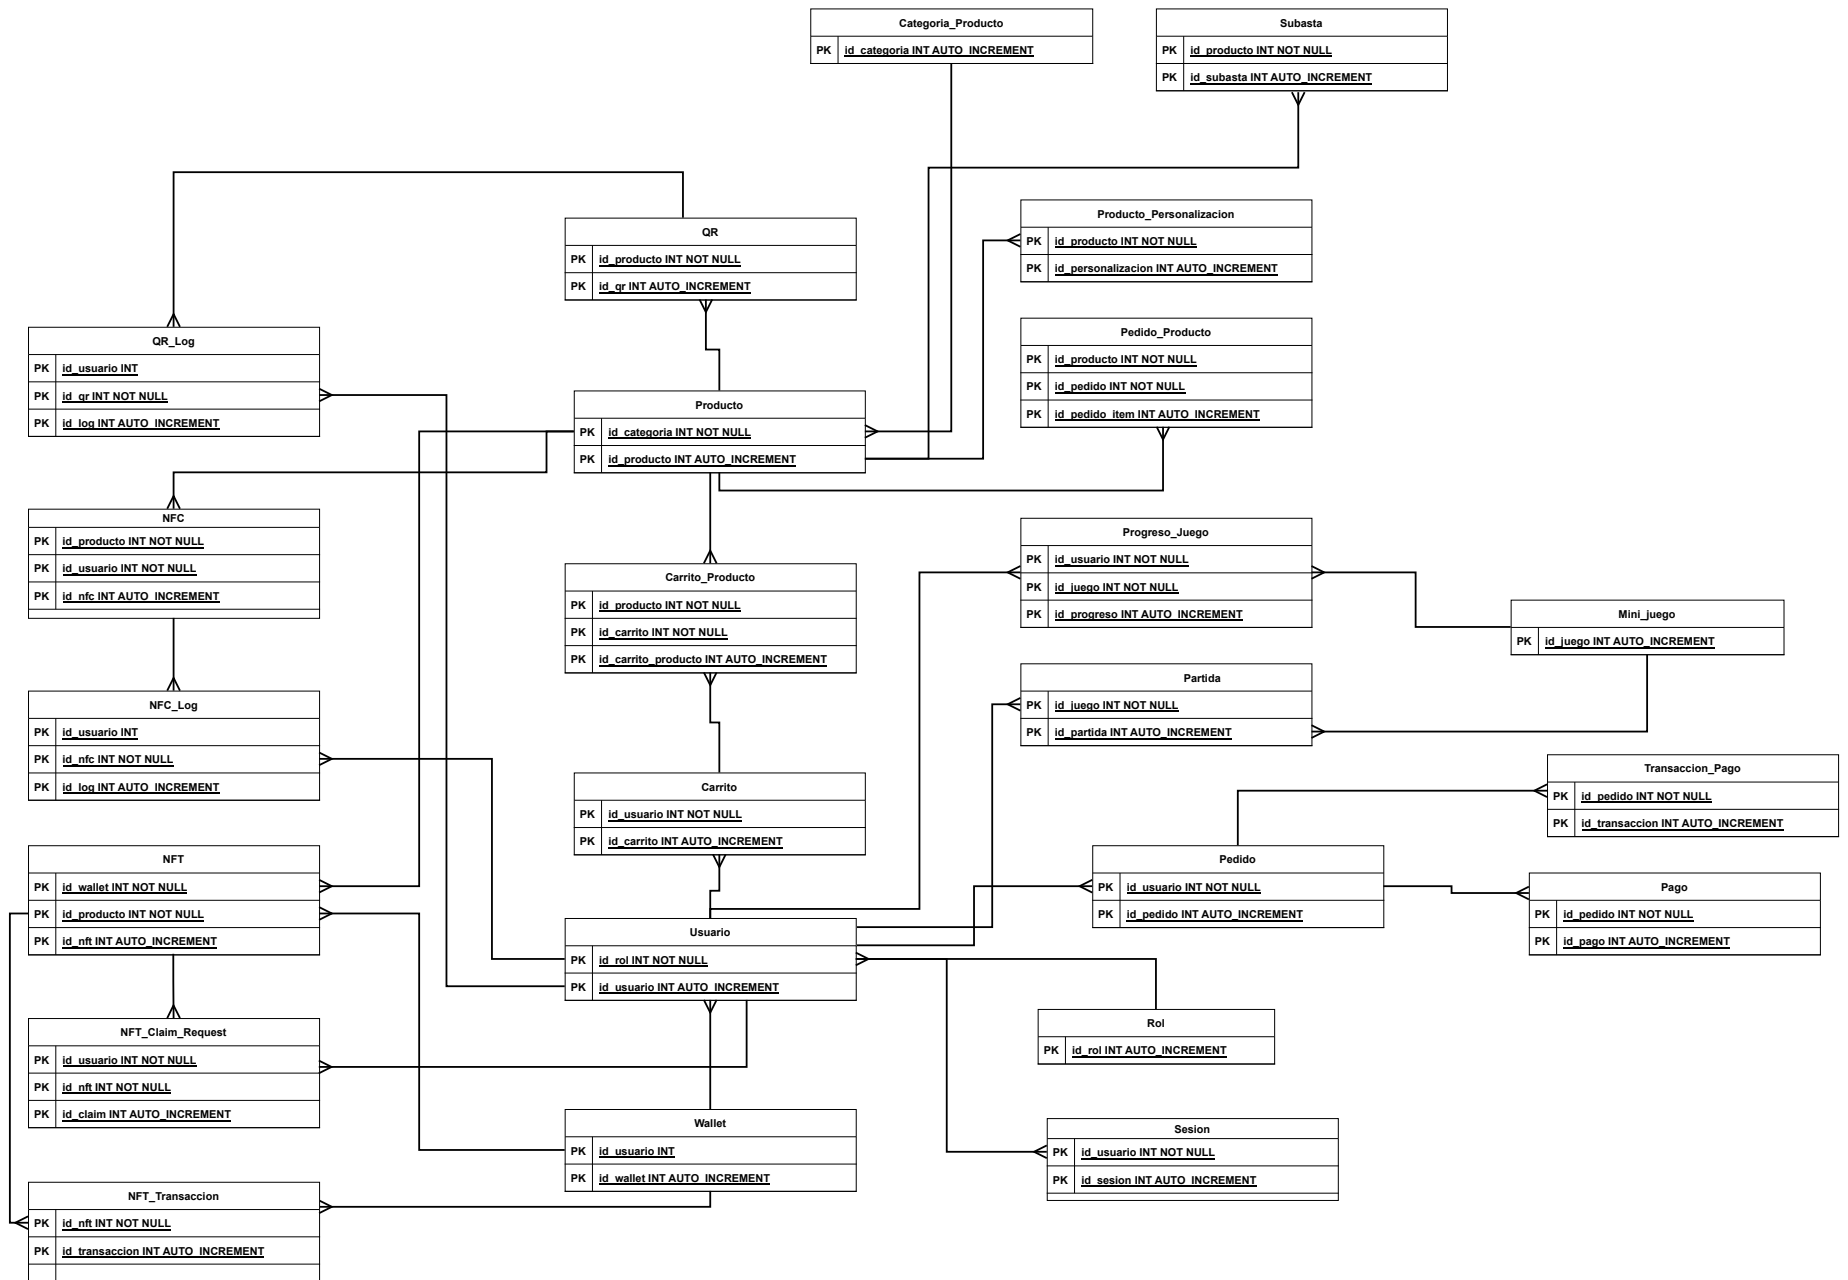 Categoria_Producto
PK id_categoria INT AUTO_INCREMENT
Subasta
PK id_producto INT NOT NULL
PK id_subasta INT AUTO_INCREMENT
QR
PK id_producto INT NOT NULL
PK id_qr INT AUTO_INCREMENT
Producto_Personalizacion
PK id_producto INT NOT NULL
PK id_personalizacion INT AUTO_INCREMENT
QR_Log
PK id_usuario INT
PK id_qr INT NOT NULL
PK id_log INT AUTO_INCREMENT
Pedido_Producto
PK id_producto INT NOT NULL
PK id_pedido INT NOT NULL
PK id_pedido_item INT AUTO_INCREMENT
Producto
PK id_categoria INT NOT NULL
PK id_producto INT AUTO_INCREMENT
NFC
PK id_producto INT NOT NULL
PK id_usuario INT NOT NULL
PK id_nfc INT AUTO_INCREMENT
Carrito_Producto
PK id_producto INT NOT NULL
PK id_carrito INT NOT NULL
PK id_carrito_producto INT AUTO_INCREMENT
Progreso_Juego
PK id_usuario INT NOT NULL
PK id_juego INT NOT NULL
PK id_progreso INT AUTO_INCREMENT
Mini_juego
PK id_juego INT AUTO_INCREMENT
NFC_Log
PK id_usuario INT
PK id_nfc INT NOT NULL
PK id_log INT AUTO_INCREMENT
Partida
PK id_juego INT NOT NULL
PK id_partida INT AUTO_INCREMENT
Carrito
PK id_usuario INT NOT NULL
PK id_carrito INT AUTO_INCREMENT
Transaccion_Pago
PK id_pedido INT NOT NULL
PK id_transaccion INT AUTO_INCREMENT
NFT
PK id_wallet INT NOT NULL
PK id_producto INT NOT NULL
PK id_nft INT AUTO_INCREMENT
Pedido
PK id_usuario INT NOT NULL
PK id_pedido INT AUTO_INCREMENT
Pago
PK id_pedido INT NOT NULL
PK id_pago INT AUTO_INCREMENT
Usuario
PK id_rol INT NOT NULL
PK id_usuario INT AUTO_INCREMENT
NFT_Claim_Request
PK id_usuario INT NOT NULL
PK id_nft INT NOT NULL
PK id_claim INT AUTO_INCREMENT
Rol
PK id_rol INT AUTO_INCREMENT
Wallet
PK id_usuario INT
PK id_wallet INT AUTO_INCREMENT
Sesion
PK id_usuario INT NOT NULL
PK id_sesion INT AUTO_INCREMENT
NFT_Transaccion
PK id_nft INT NOT NULL
PK id_transaccion INT AUTO_INCREMENT